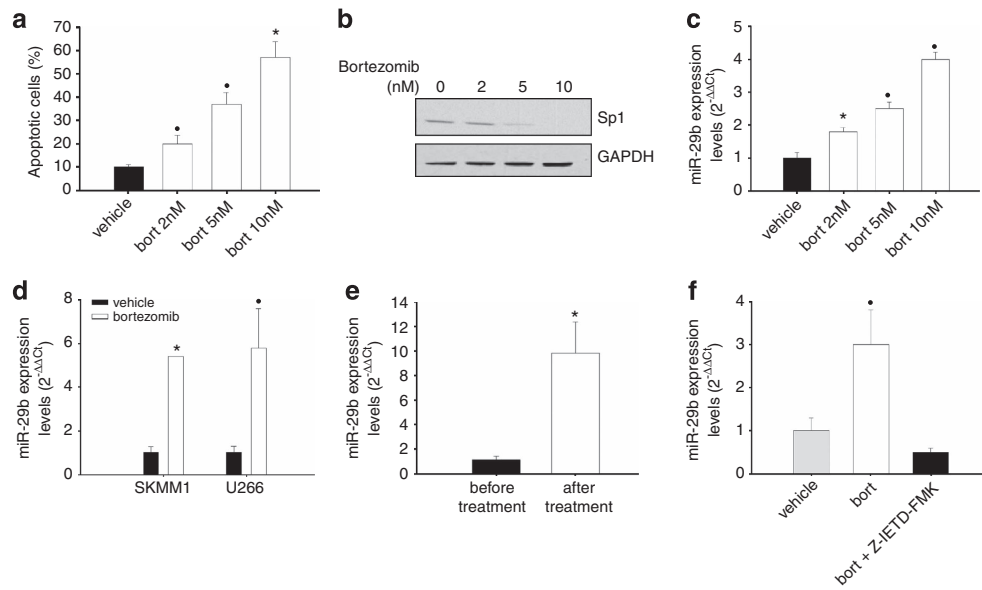 a
Apoptotic cells (%)
70
60
50
40
30
20
10
0
*
vehicle
bort 2nM
bort 5nM
bort 10nM
b
Bortezomib
(nM)
0 2 5 10
Sp1
GAPDH
c
miR-29b expression
levels (2-ΔΔCt)
5
4
3
2
1
0
*
vehicle
bort 2nM
bort 5nM
bort 10nM
d
miR-29b expression
levels (2-ΔΔCt)
8
6
4
2
0
vehicle
bortezomib
*
SKMM1
U266
e
miR-29b expression
levels (2-ΔΔCt)
14
12
10
8
6
4
2
0
*
before
treatment
after
treatment
f
miR-29b expression
levels (2-ΔΔCt)
4
3
2
1
0
vehicle
bort
bort + Z-IETD-FMK